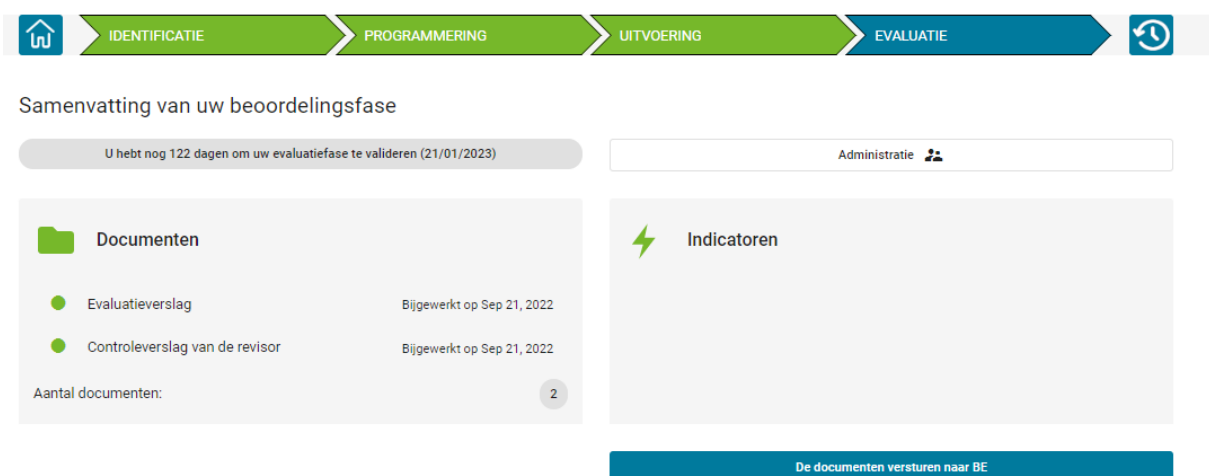 IDENTIFICATIE
PROGRAMMERING
UITVOERING
EVALUATIE
Samenvatting van uw beoordelingsfase
U hebt nog 122 dagen om uw evaluatiefase te valideren (21/01/2023)
Administratie
Documenten
Evaluatieverslag Bijgewerkt op Sep 21, 2022
Controleverslag van de revisor Bijgewerkt op Sep 21, 2022
Aantal documenten: 2
Indicatoren
De documenten versturen naar BE